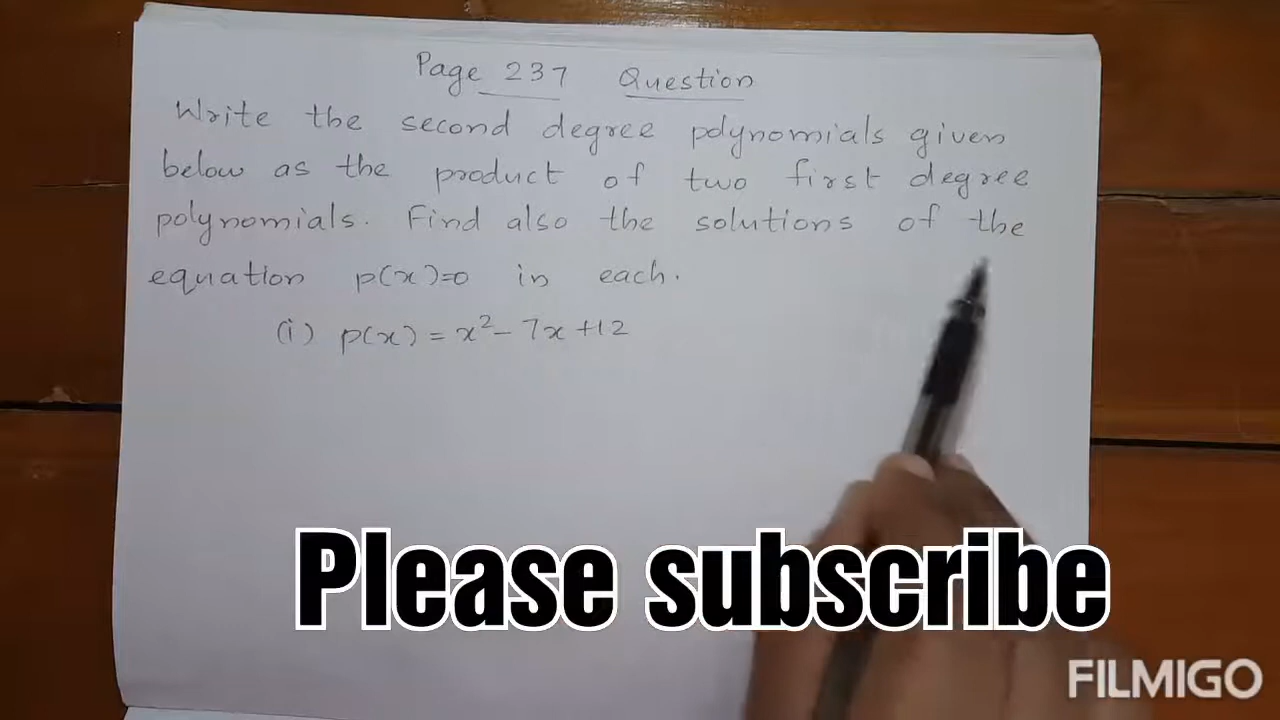 Page 237 Question
Write the second degree polynomials given
below as the product of two first degree
polynomials. Find also the solutions of the
equation p(x)=0 in each.
(i) p(x) = x² - 7x +12
Please subscribe
FILMIGO